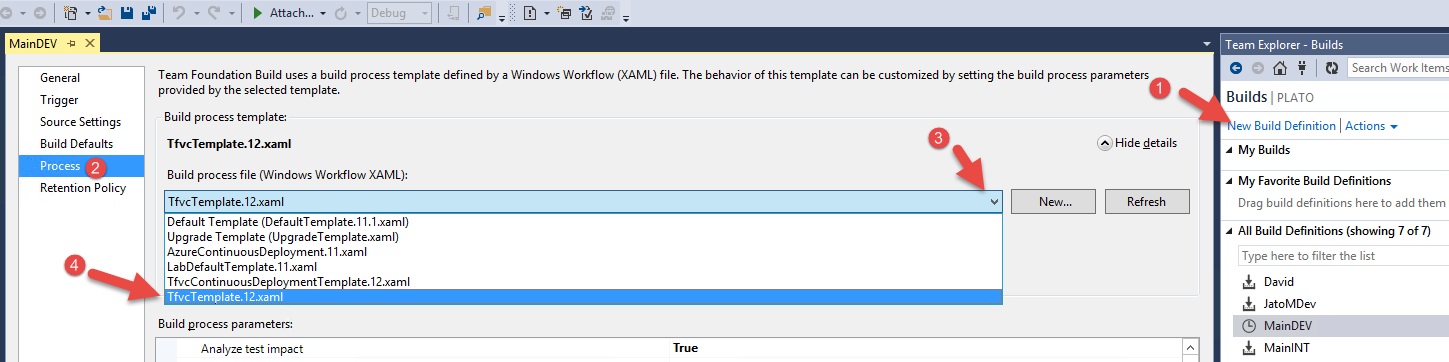 Attach...
Debug
MainDEV
General
Trigger
Source Settings
Build Defaults
Process 2
Retention Policy
Team Foundation Build uses a build process template defined by a Windows Workflow (XAML) file. The behavior of this template can be customized by setting the build process parameters
provided by the selected template.
Build process template:
TfvcTemplate.12.xaml
Hide details
3
Build process file (Windows Workflow XAML):
TfvcTemplate.12.xaml
New...
Refresh
Default Template (DefaultTemplate.11.1.xaml)
Upgrade Template (UpgradeTemplate.xaml)
AzureContinuousDeployment.11.xaml
LabDefaultTemplate.11.xaml
TfvcContinuousDeploymentTemplate.12.xaml
TfvcTemplate.12.xaml
4
Build process parameters:
Analyze test impact True
Team Explorer - Builds
Search Work Items
1
Builds | PLATO
New Build Definition | Actions
My Builds
My Favorite Build Definitions
Drag build definitions here to add them
All Build Definitions (showing 7 of 7)
Type here to filter the list
David
JatoMDev
MainDEV
MainINT